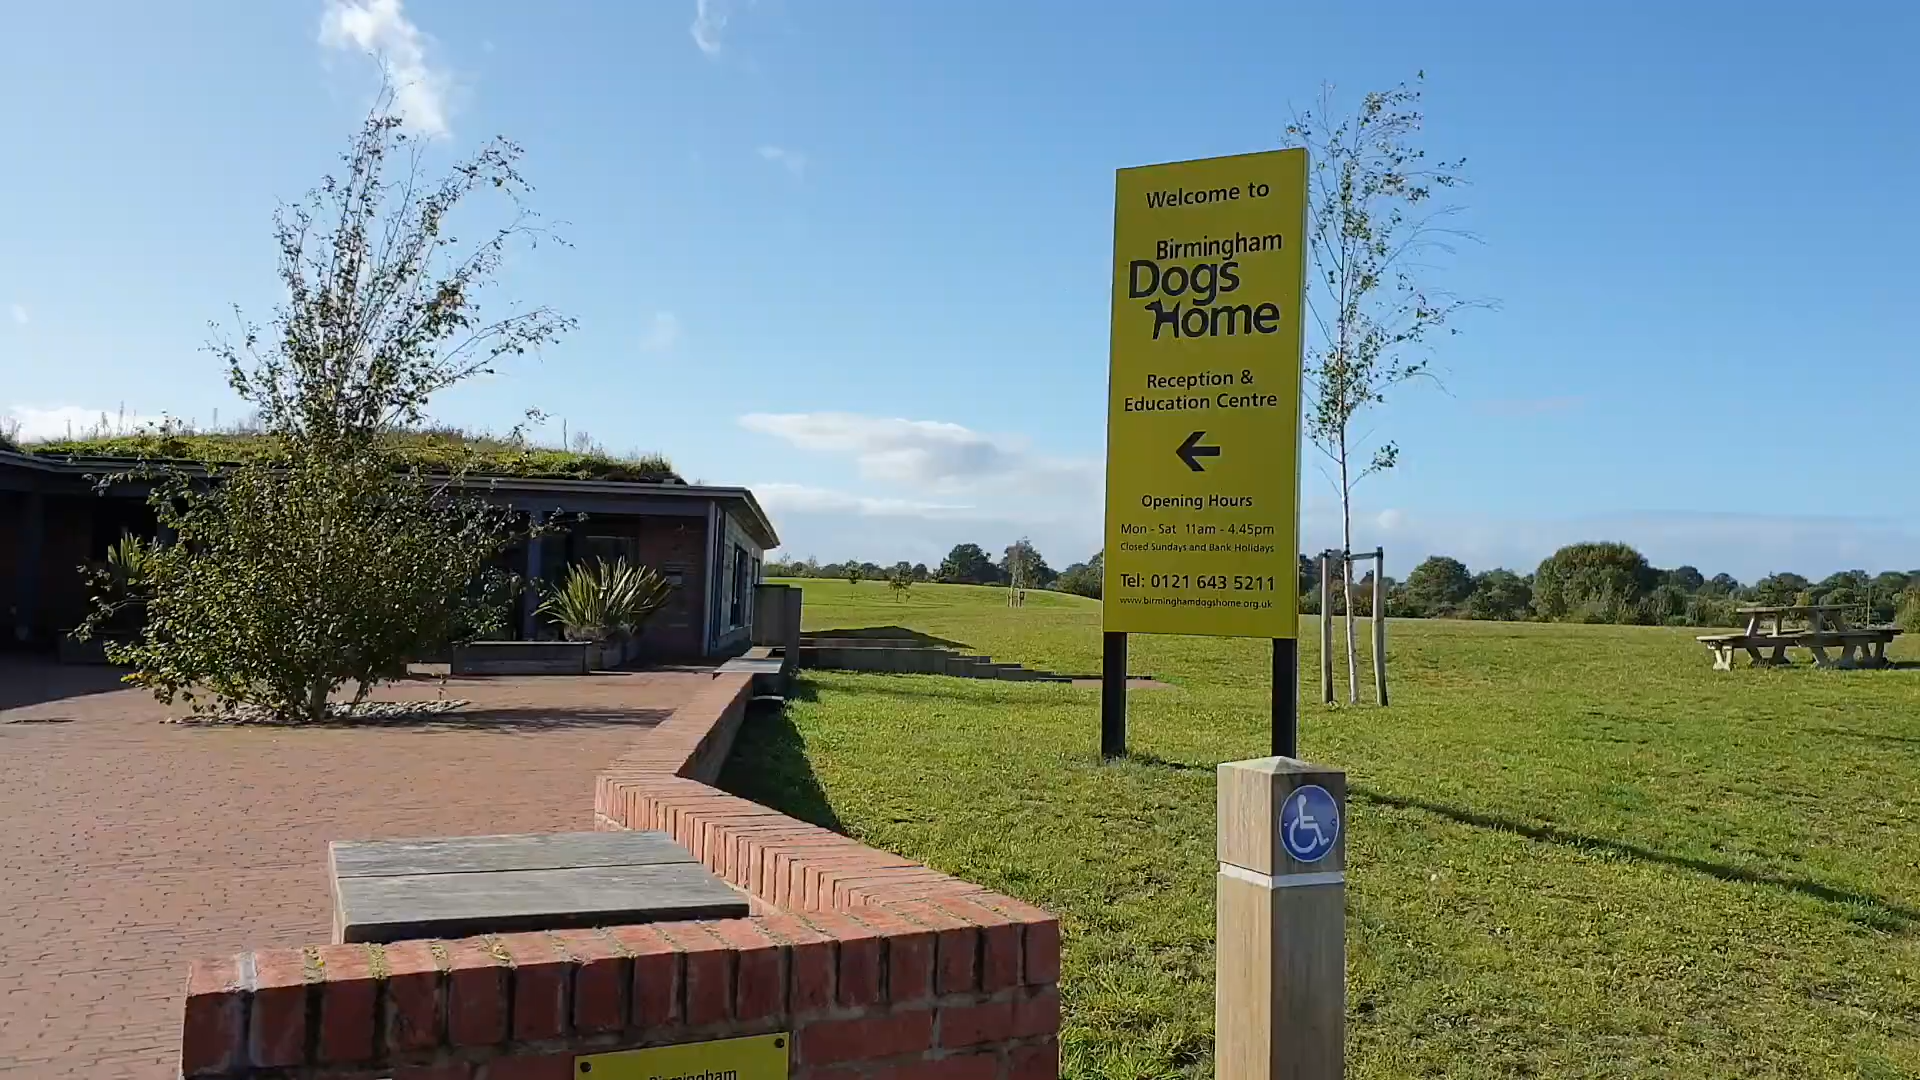 Welcome to
Birmingham
Dogs
Home
Reception &
Education Centre
Opening Hours
Mon - Sat 11am - 4.45pm
Closed Sundays and Bank Holidays
Tel: 0121 643 5211
www.birminghamdogshome.org.uk
Birmingham